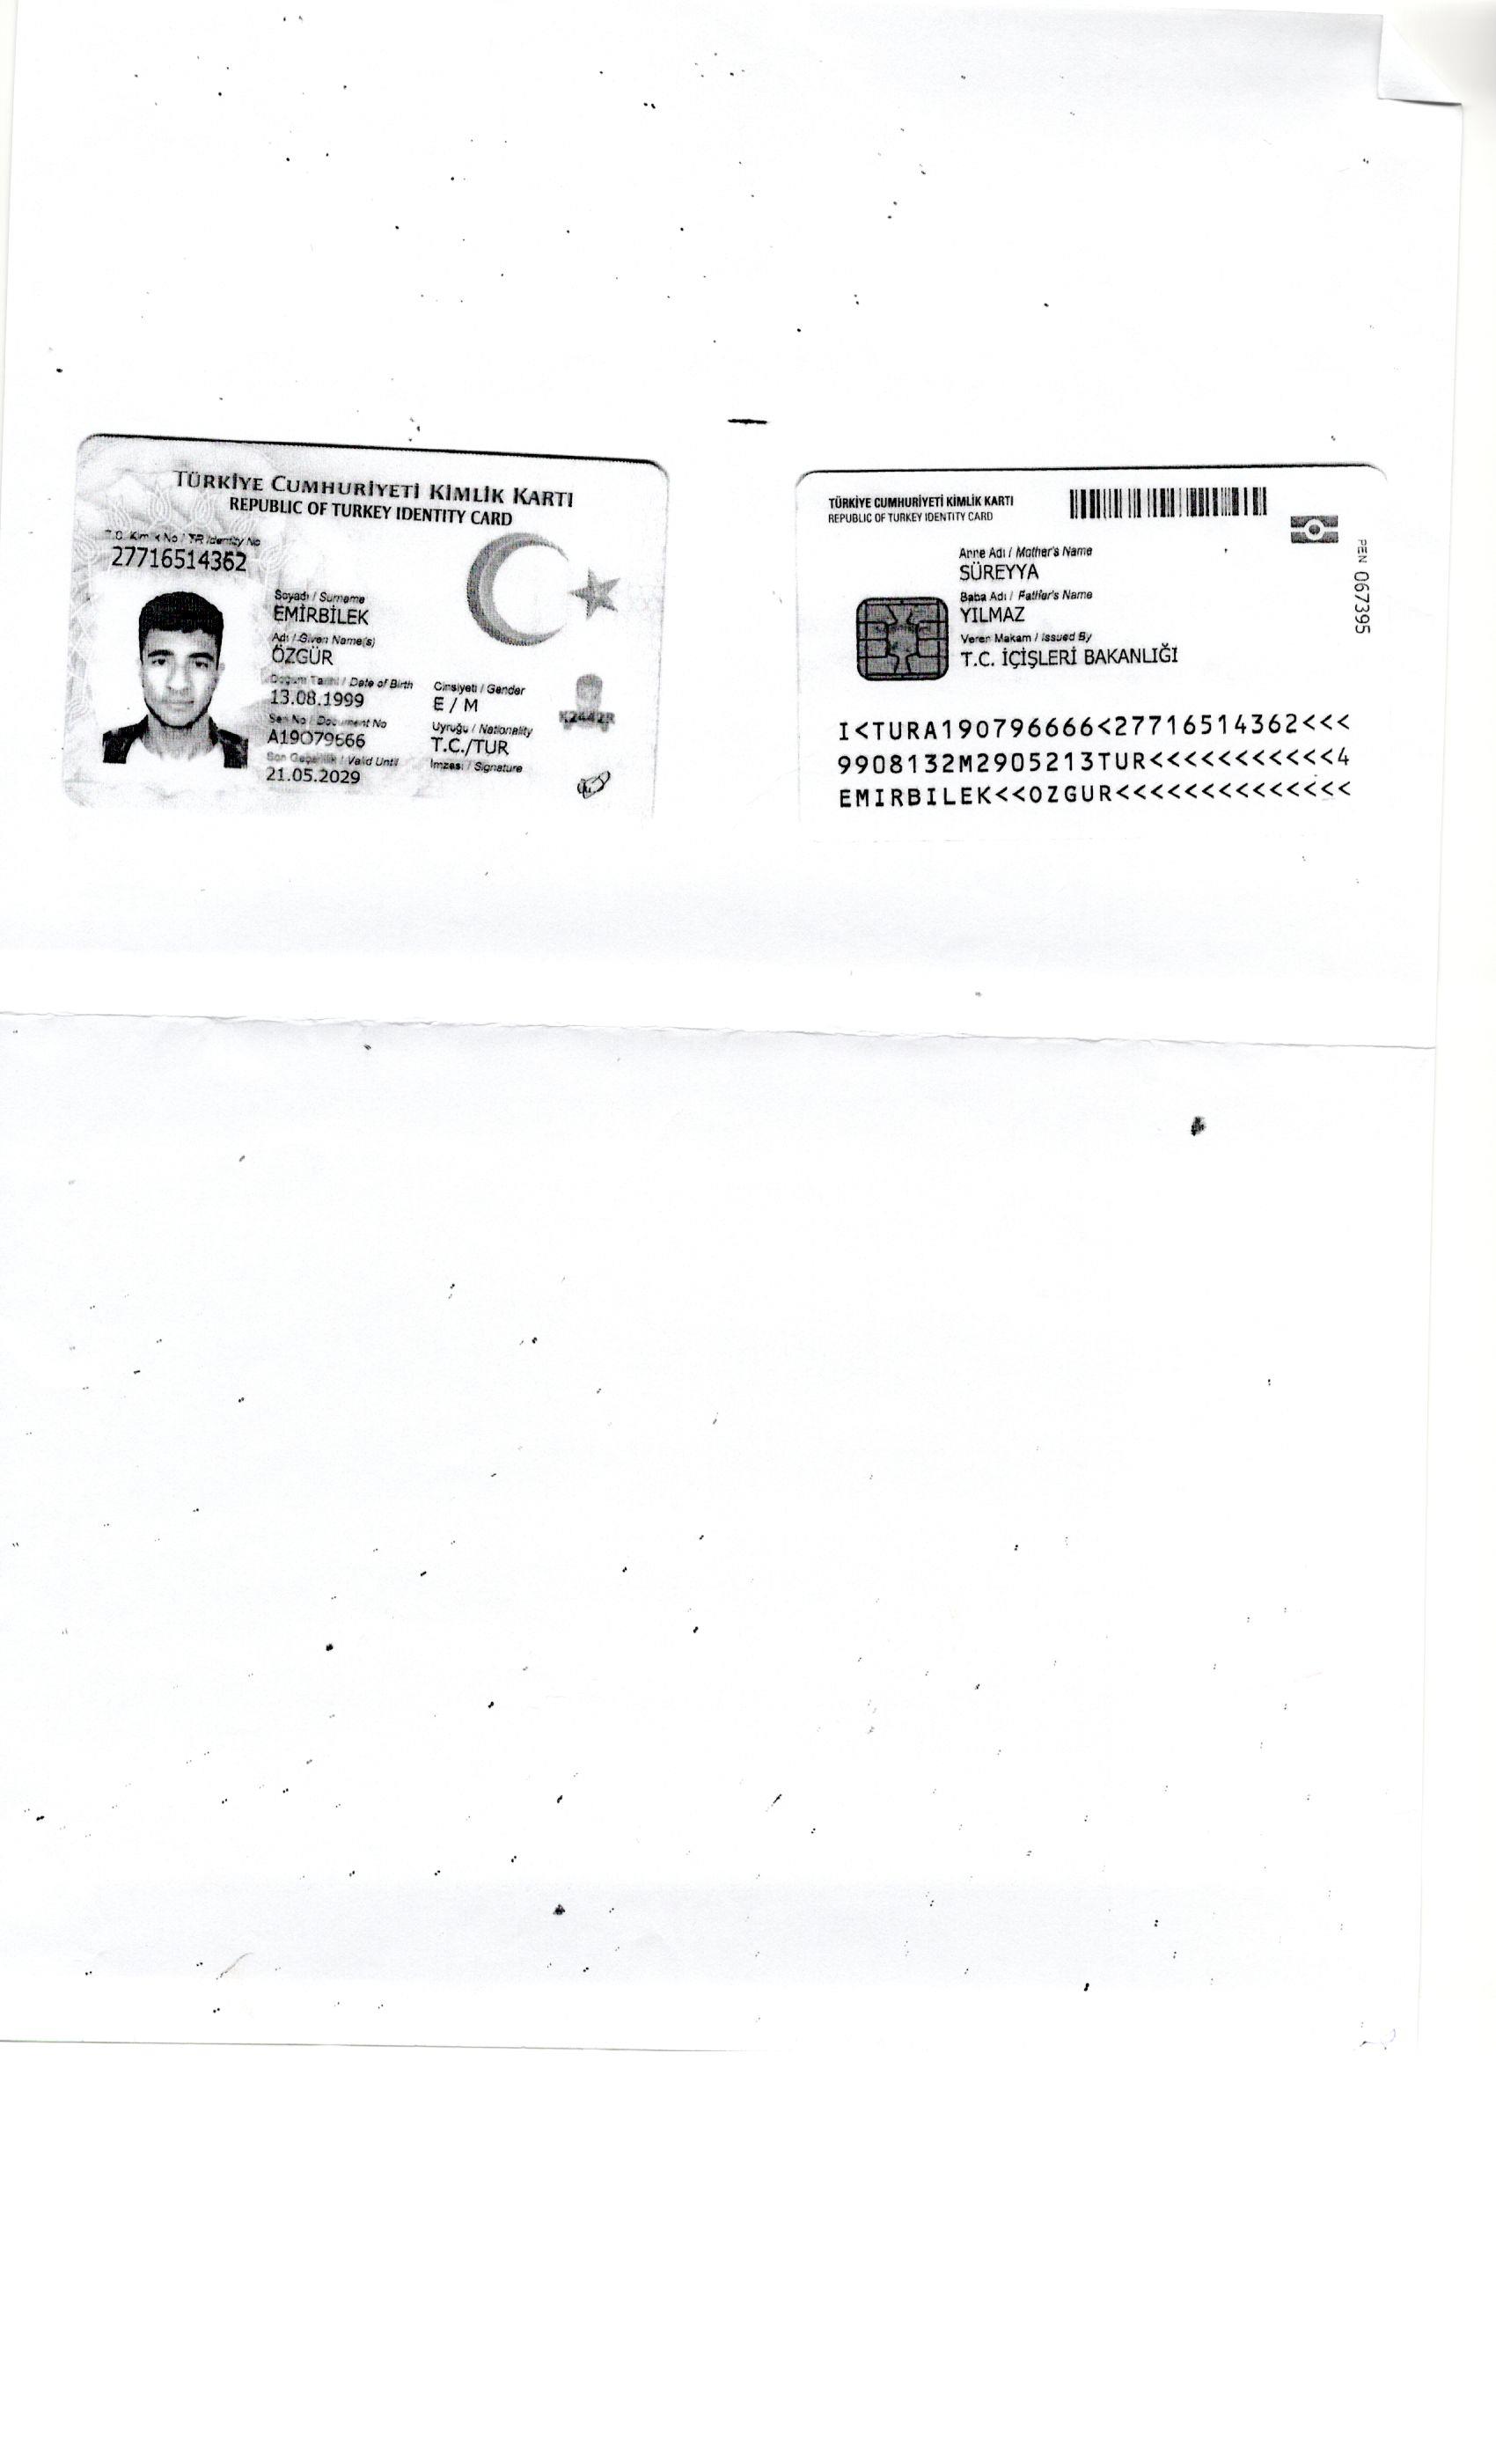 TÜRKİYE CUMHURİYETİ KİMLİK KARTI
REPUBLIC OF TURKEY IDENTITY CARD
T.C. Kimlik No / TR Identity No
27716514362
Soyadı / Surname
EMİRBİLEK
Adı / Given Name(s)
ÖZGÜR
Doğum Tarihi / Date of Birth
13.08.1999
Cinsiyeti / Gender
E / M
Seri No / Document No
A19O79666
Uyruğu / Nationality
T.C./TUR
Son Geçerlilik / Valid Until
21.05.2029
İmzası / Signature
TÜRKİYE CUMHURİYETİ KİMLİK KARTI
REPUBLIC OF TURKEY IDENTITY CARD
Anne Adı / Mother's Name
SÜREYYA
Baba Adı / Father's Name
YILMAZ
Veren Makam / Issued By
T.C. İÇİŞLERİ BAKANLIĞI
PEN 067395
I<TURA190796666<27716514362<<<
9908132M2905213TUR<<<<<<<<<<<4
EMIRBILEK<<OZGUR<<<<<<<<<<<<<<